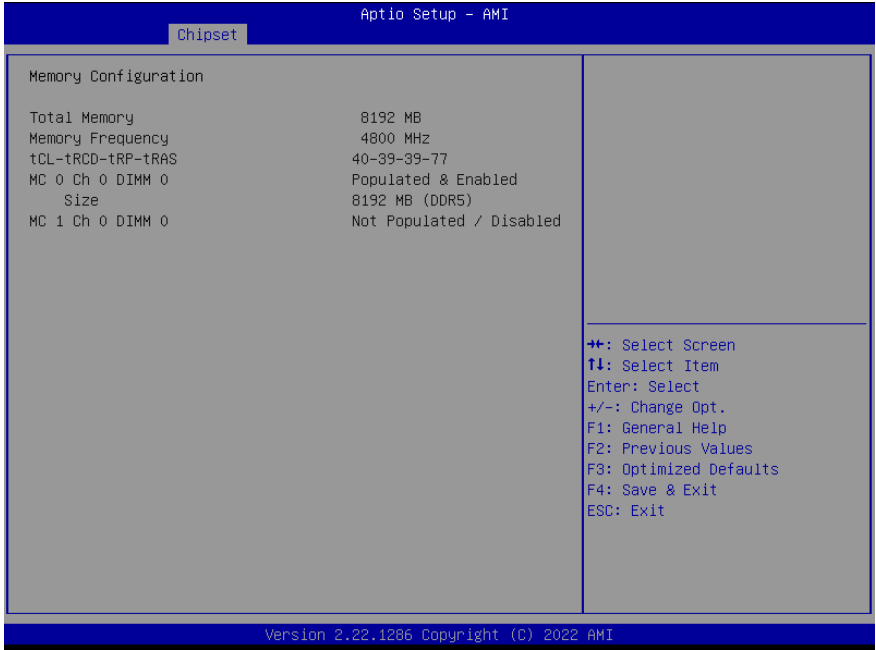 Aptio Setup – AMI
Chipset
Memory Configuration
Total Memory 8192 MB
Memory Frequency 4800 MHz
tCL-tRCD-tRP-tRAS 40-39-39-77
MC 0 Ch 0 DIMM 0 Populated & Enabled
Size 8192 MB (DDR5)
MC 1 Ch 0 DIMM 0 Not Populated / Disabled
→←: Select Screen
↑↓: Select Item
Enter: Select
+/-: Change Opt.
F1: General Help
F2: Previous Values
F3: Optimized Defaults
F4: Save & Exit
ESC: Exit
Version 2.22.1286 Copyright (C) 2022 AMI